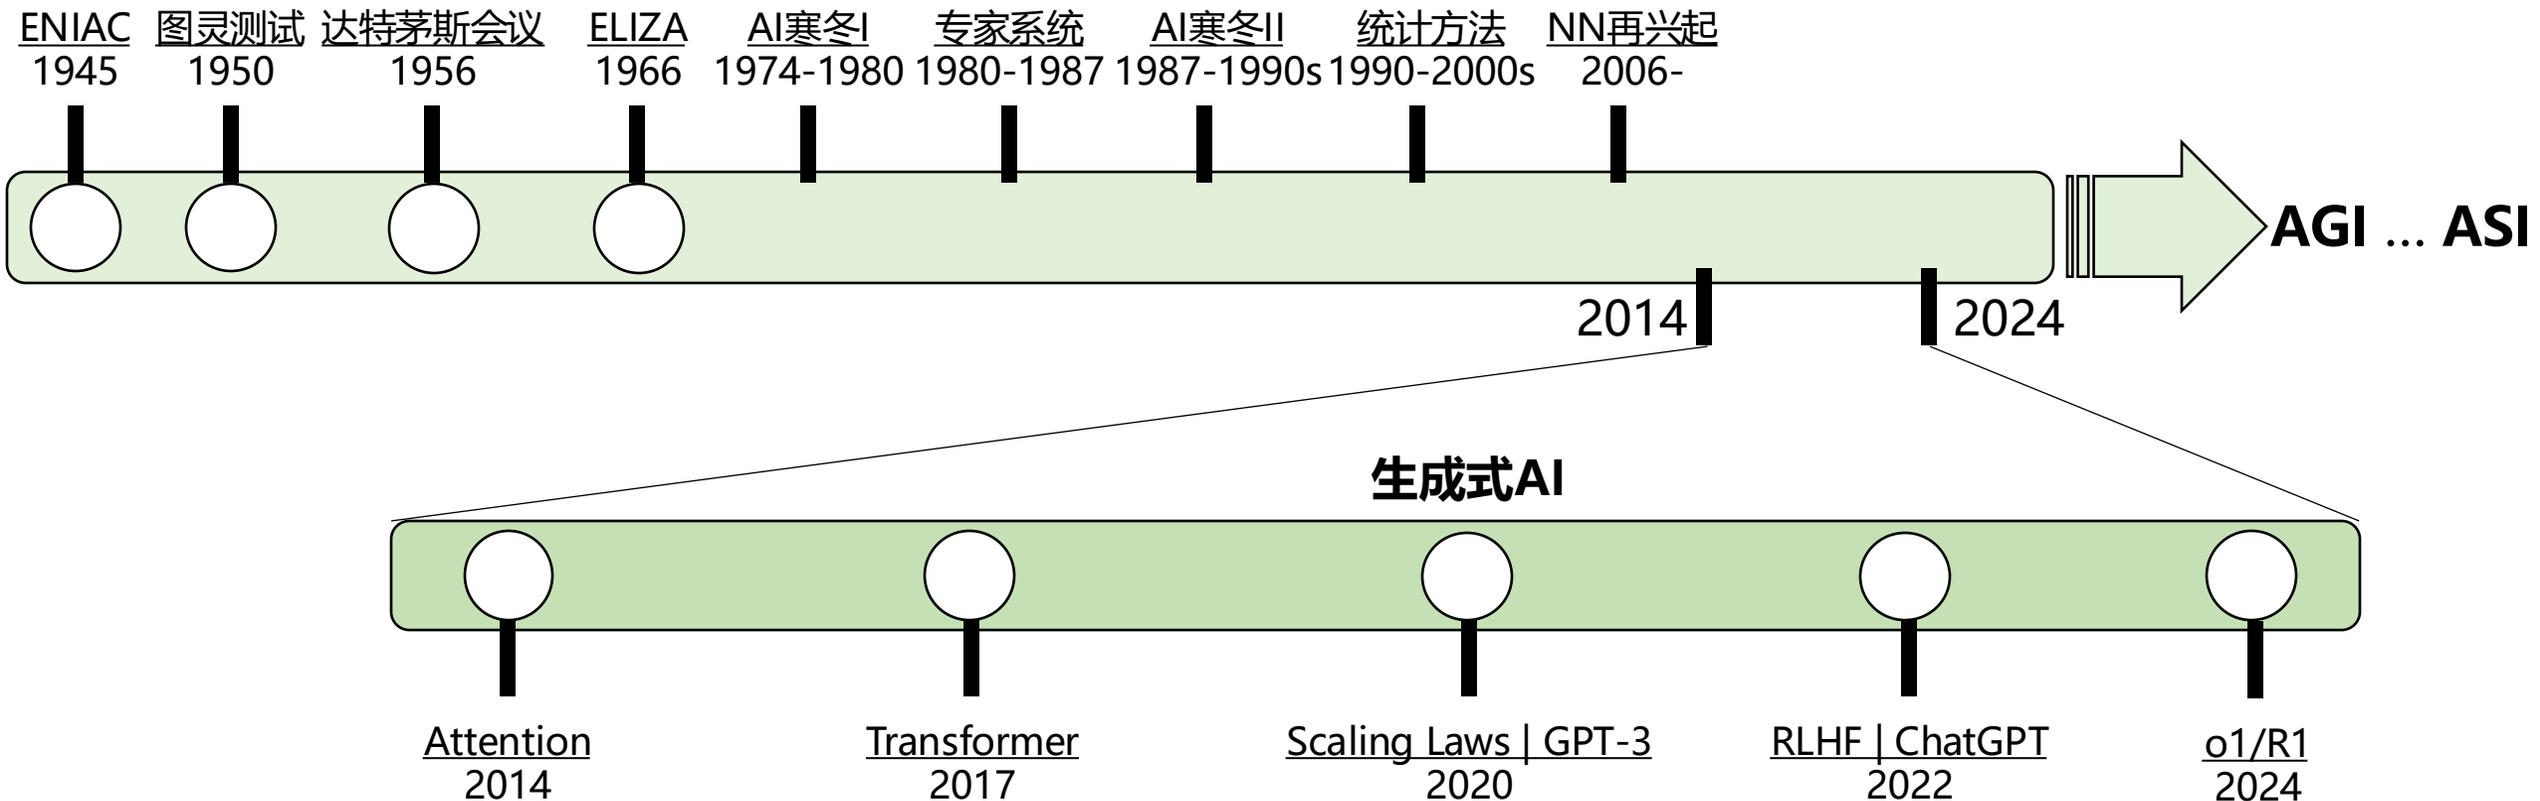 ENIAC 图灵测试 达特茅斯会议 ELIZA AI寒冬I 专家系统 AI寒冬II 统计方法 NN再兴起
1945 1950 1956 1966 1974-1980 1980-1987 1987-1990s 1990-2000s 2006-
AGI ... ASI
2014 2024
生成式AI
Attention Transformer Scaling Laws | GPT-3 RLHF | ChatGPT o1/R1
2014 2017 2020 2022 2024